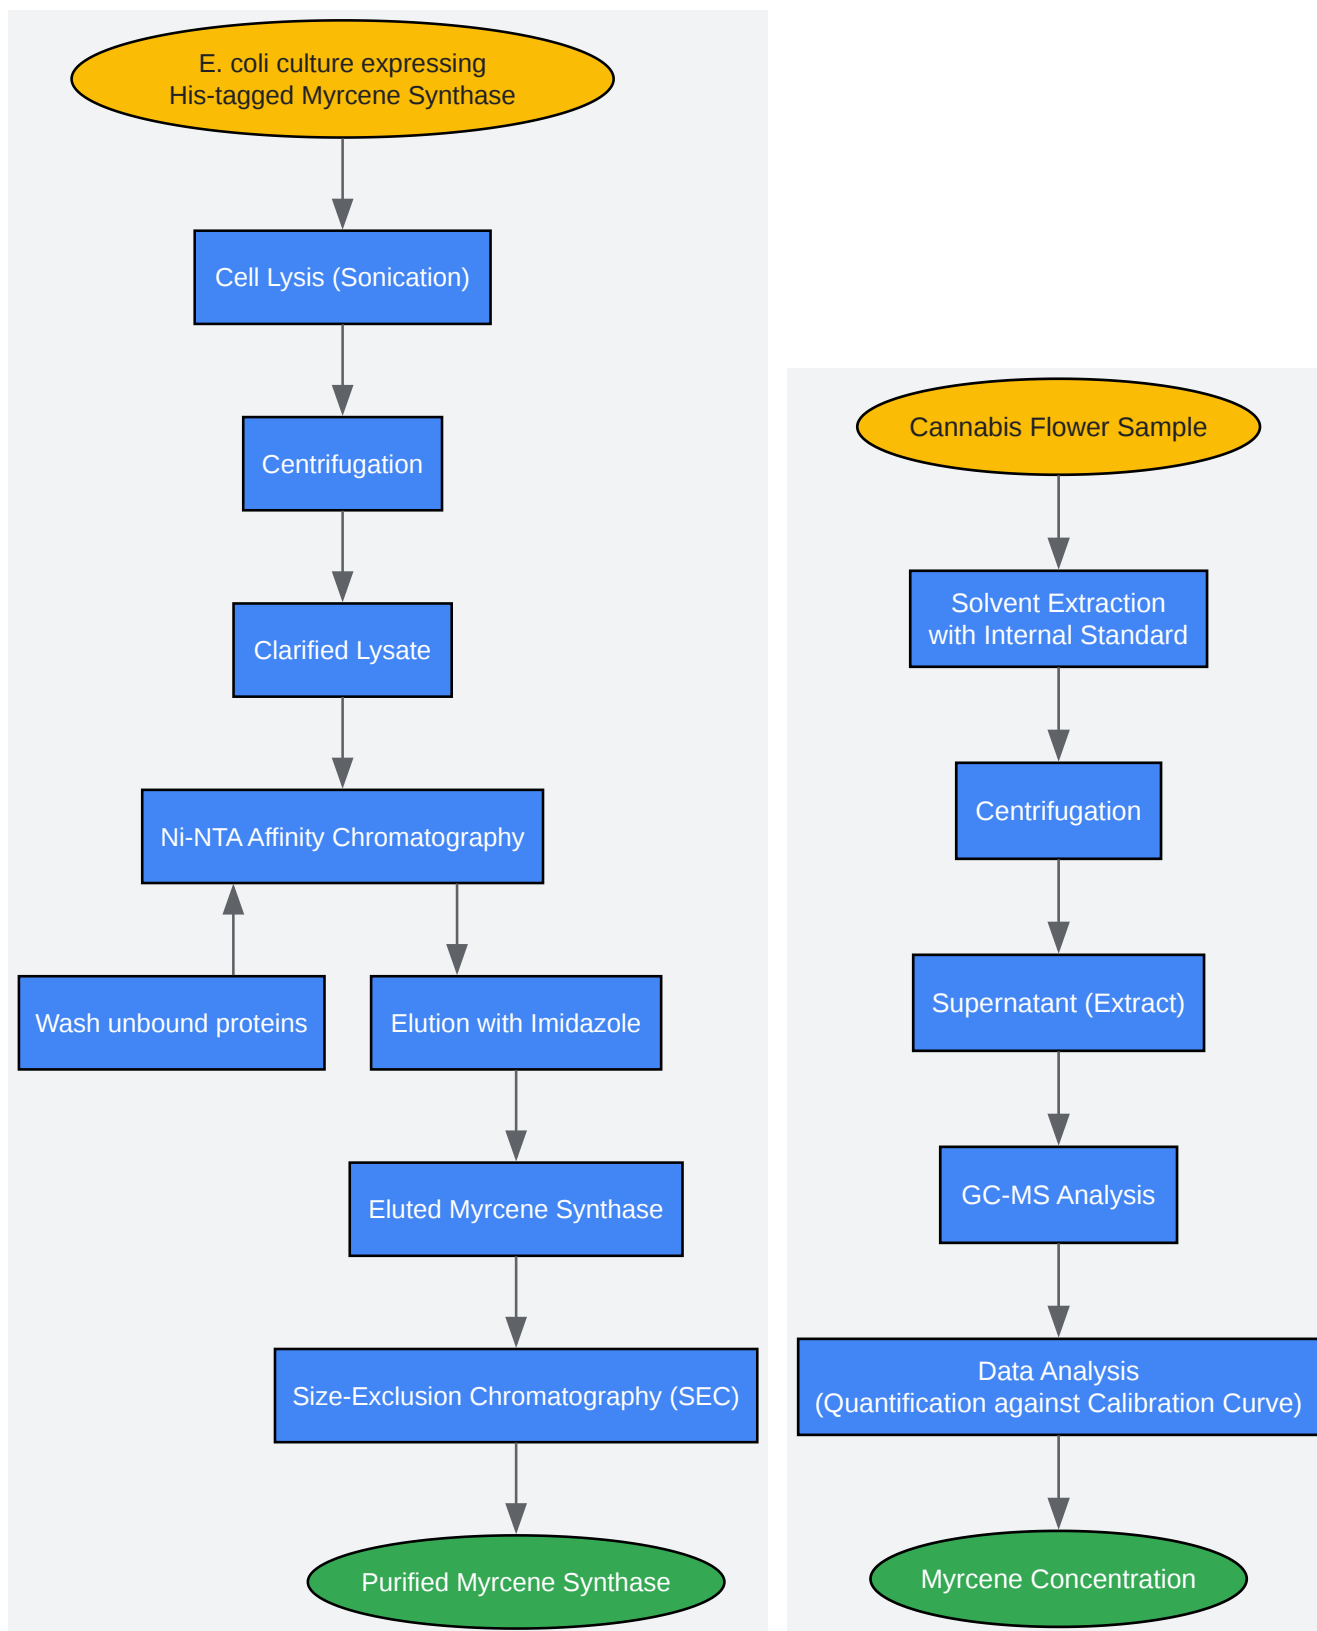 E. coli culture expressing
His-tagged Myrcene Synthase
Cell Lysis (Sonication)
Centrifugation
Clarified Lysate
Ni-NTA Affinity Chromatography
Wash unbound proteins
Elution with Imidazole
Eluted Myrcene Synthase
Size-Exclusion Chromatography (SEC)
Purified Myrcene Synthase
Cannabis Flower Sample
Solvent Extraction
with Internal Standard
Centrifugation
Supernatant (Extract)
GC-MS Analysis
Data Analysis
(Quantification against Calibration Curve)
Myrcene Concentration